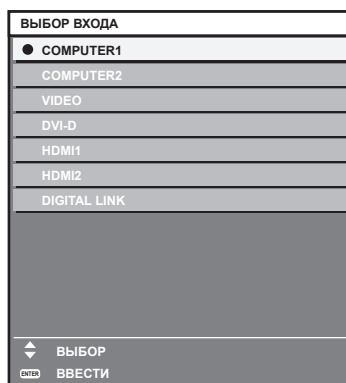 ВЫБОР ВХОДА
COMPUTER1
COMPUTER2
VIDEO
DVI-D
HDMI1
HDMI2
DIGITAL LINK
ВЫБОР
ENTER ВВЕСТИ